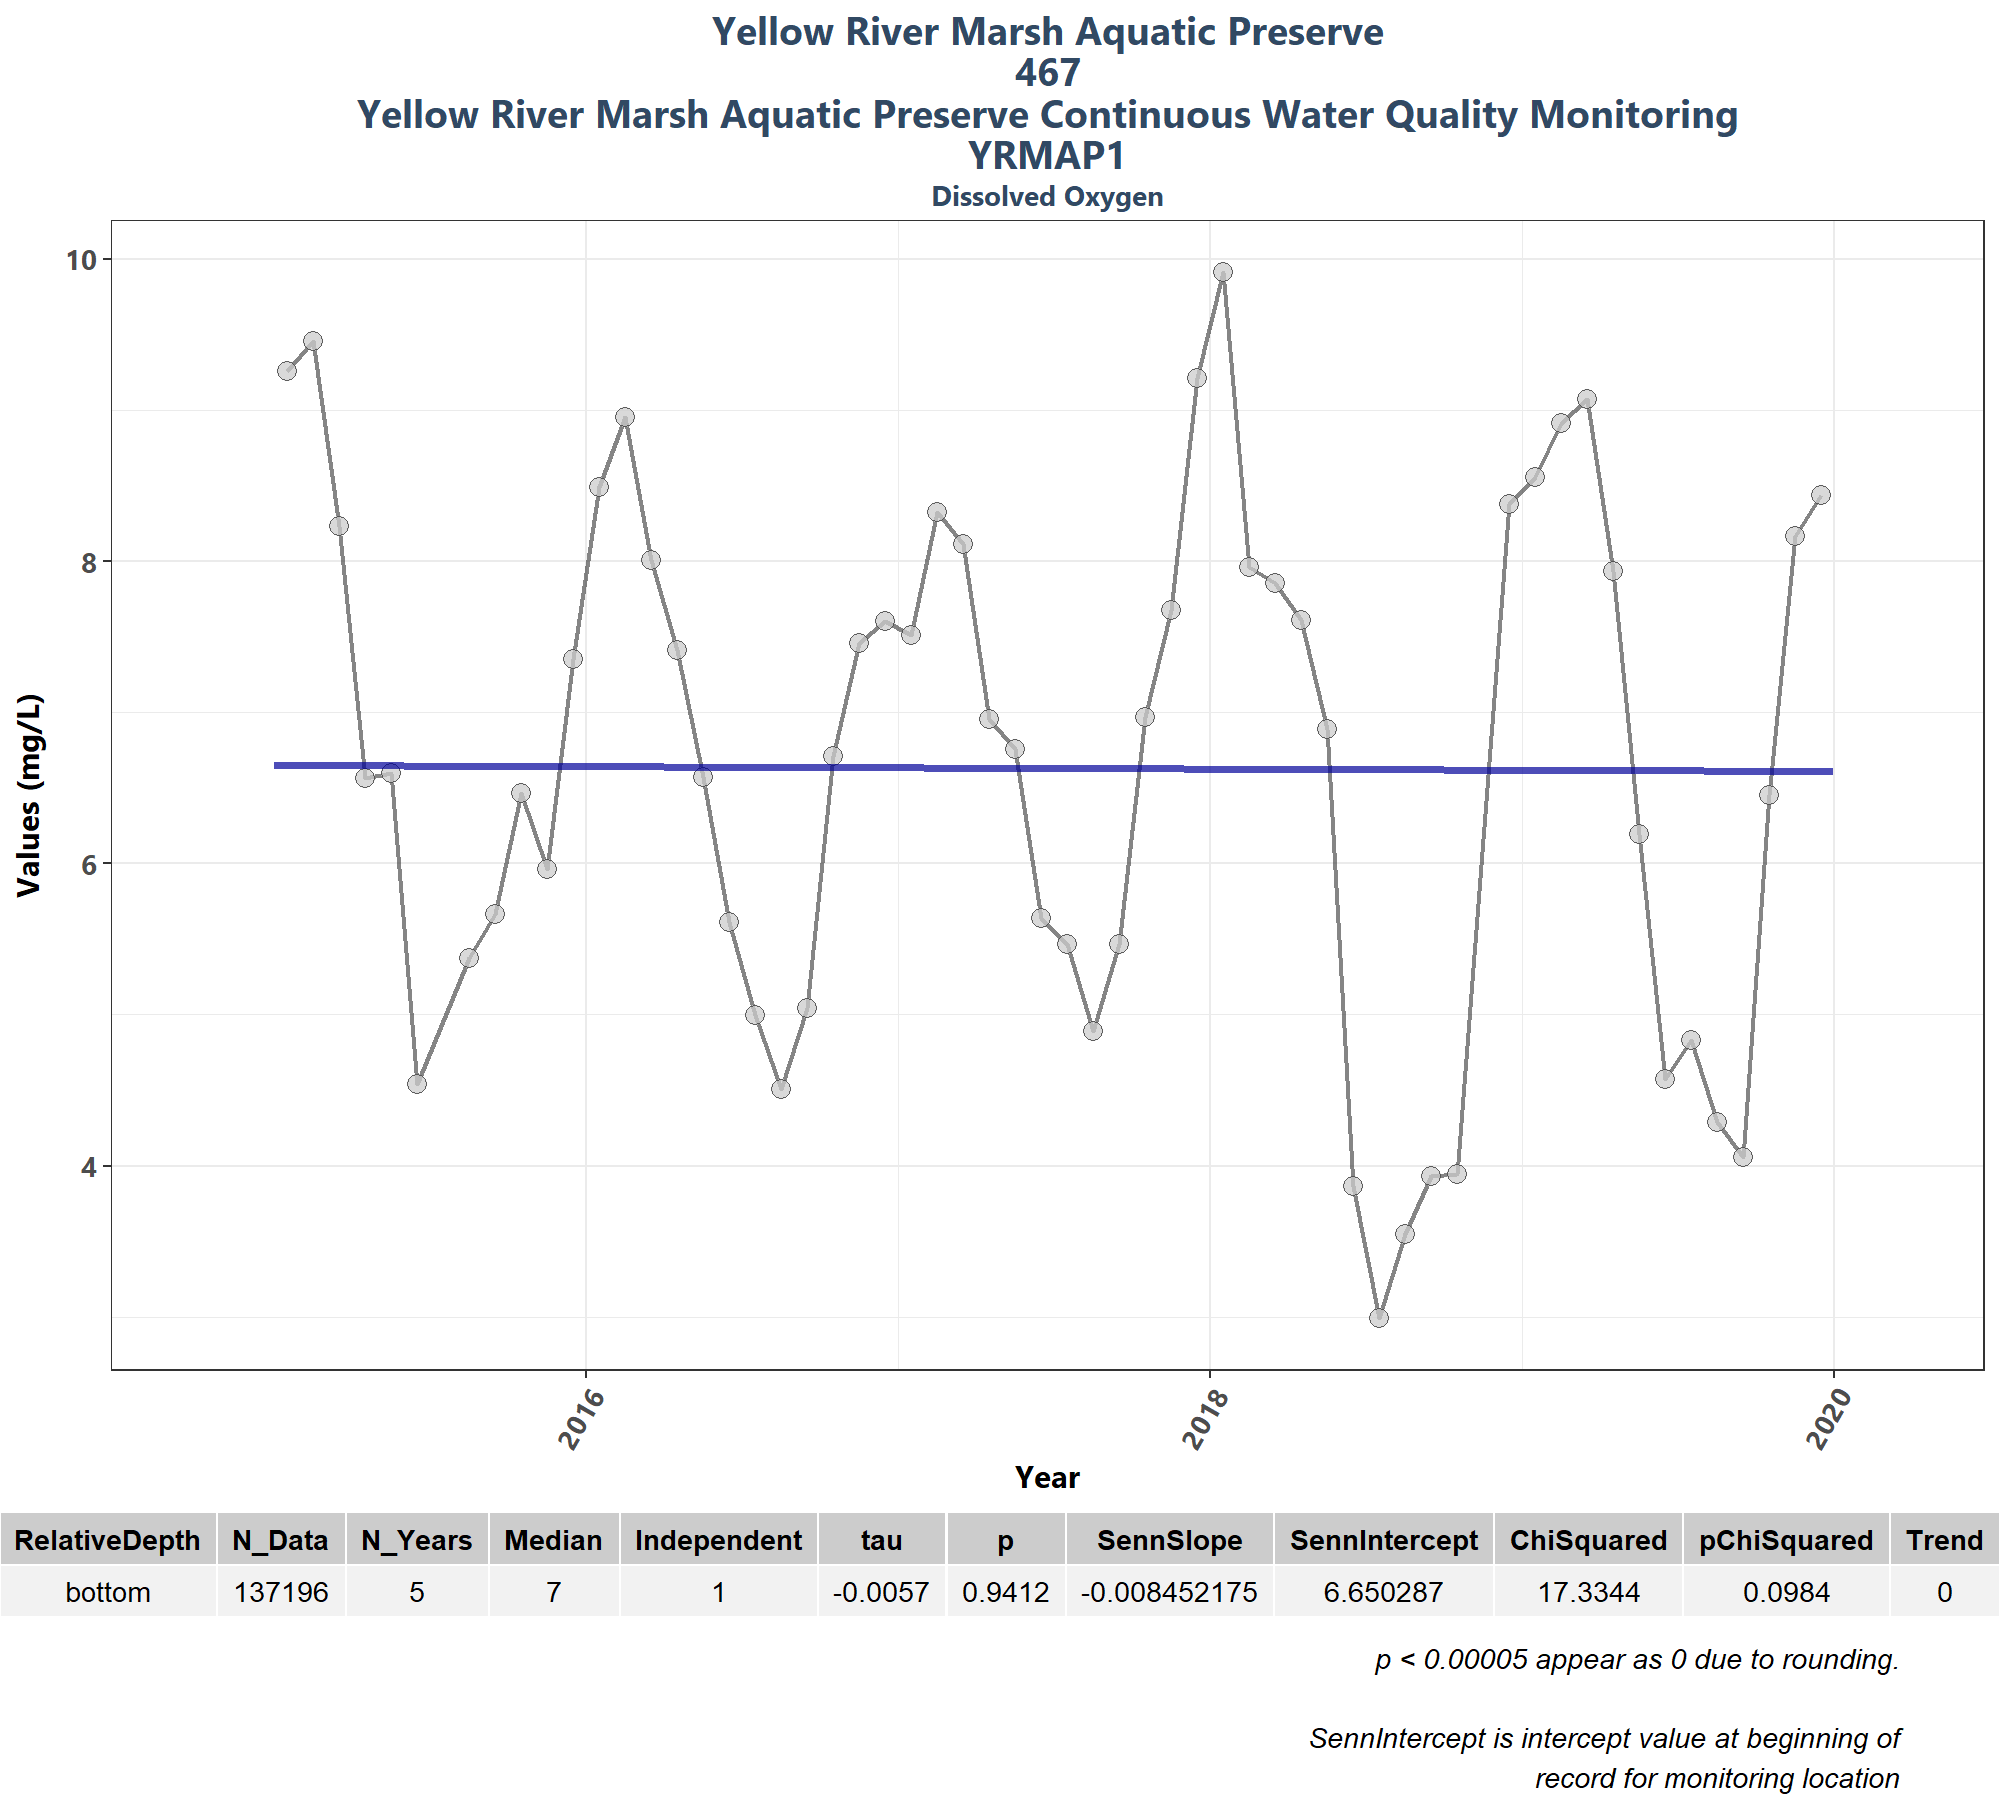 Yellow River Marsh Aquatic Preserve
467
Yellow River Marsh Aquatic Preserve Continuous Water Quality Monitoring
YRMAP1
Dissolved Oxygen
10
8
6
4
Values (mg/L)
2016
2018
2020
Year
RelativeDepth N_Data N_Years Median Independent tau p SennSlope SennIntercept ChiSquared pChiSquared Trend
bottom 137196 5 7 1 -0.0057 0.9412 -0.008452175 6.650287 17.3344 0.0984 0
p < 0.00005 appear as 0 due to rounding.
SennIntercept is intercept value at beginning of
record for monitoring location